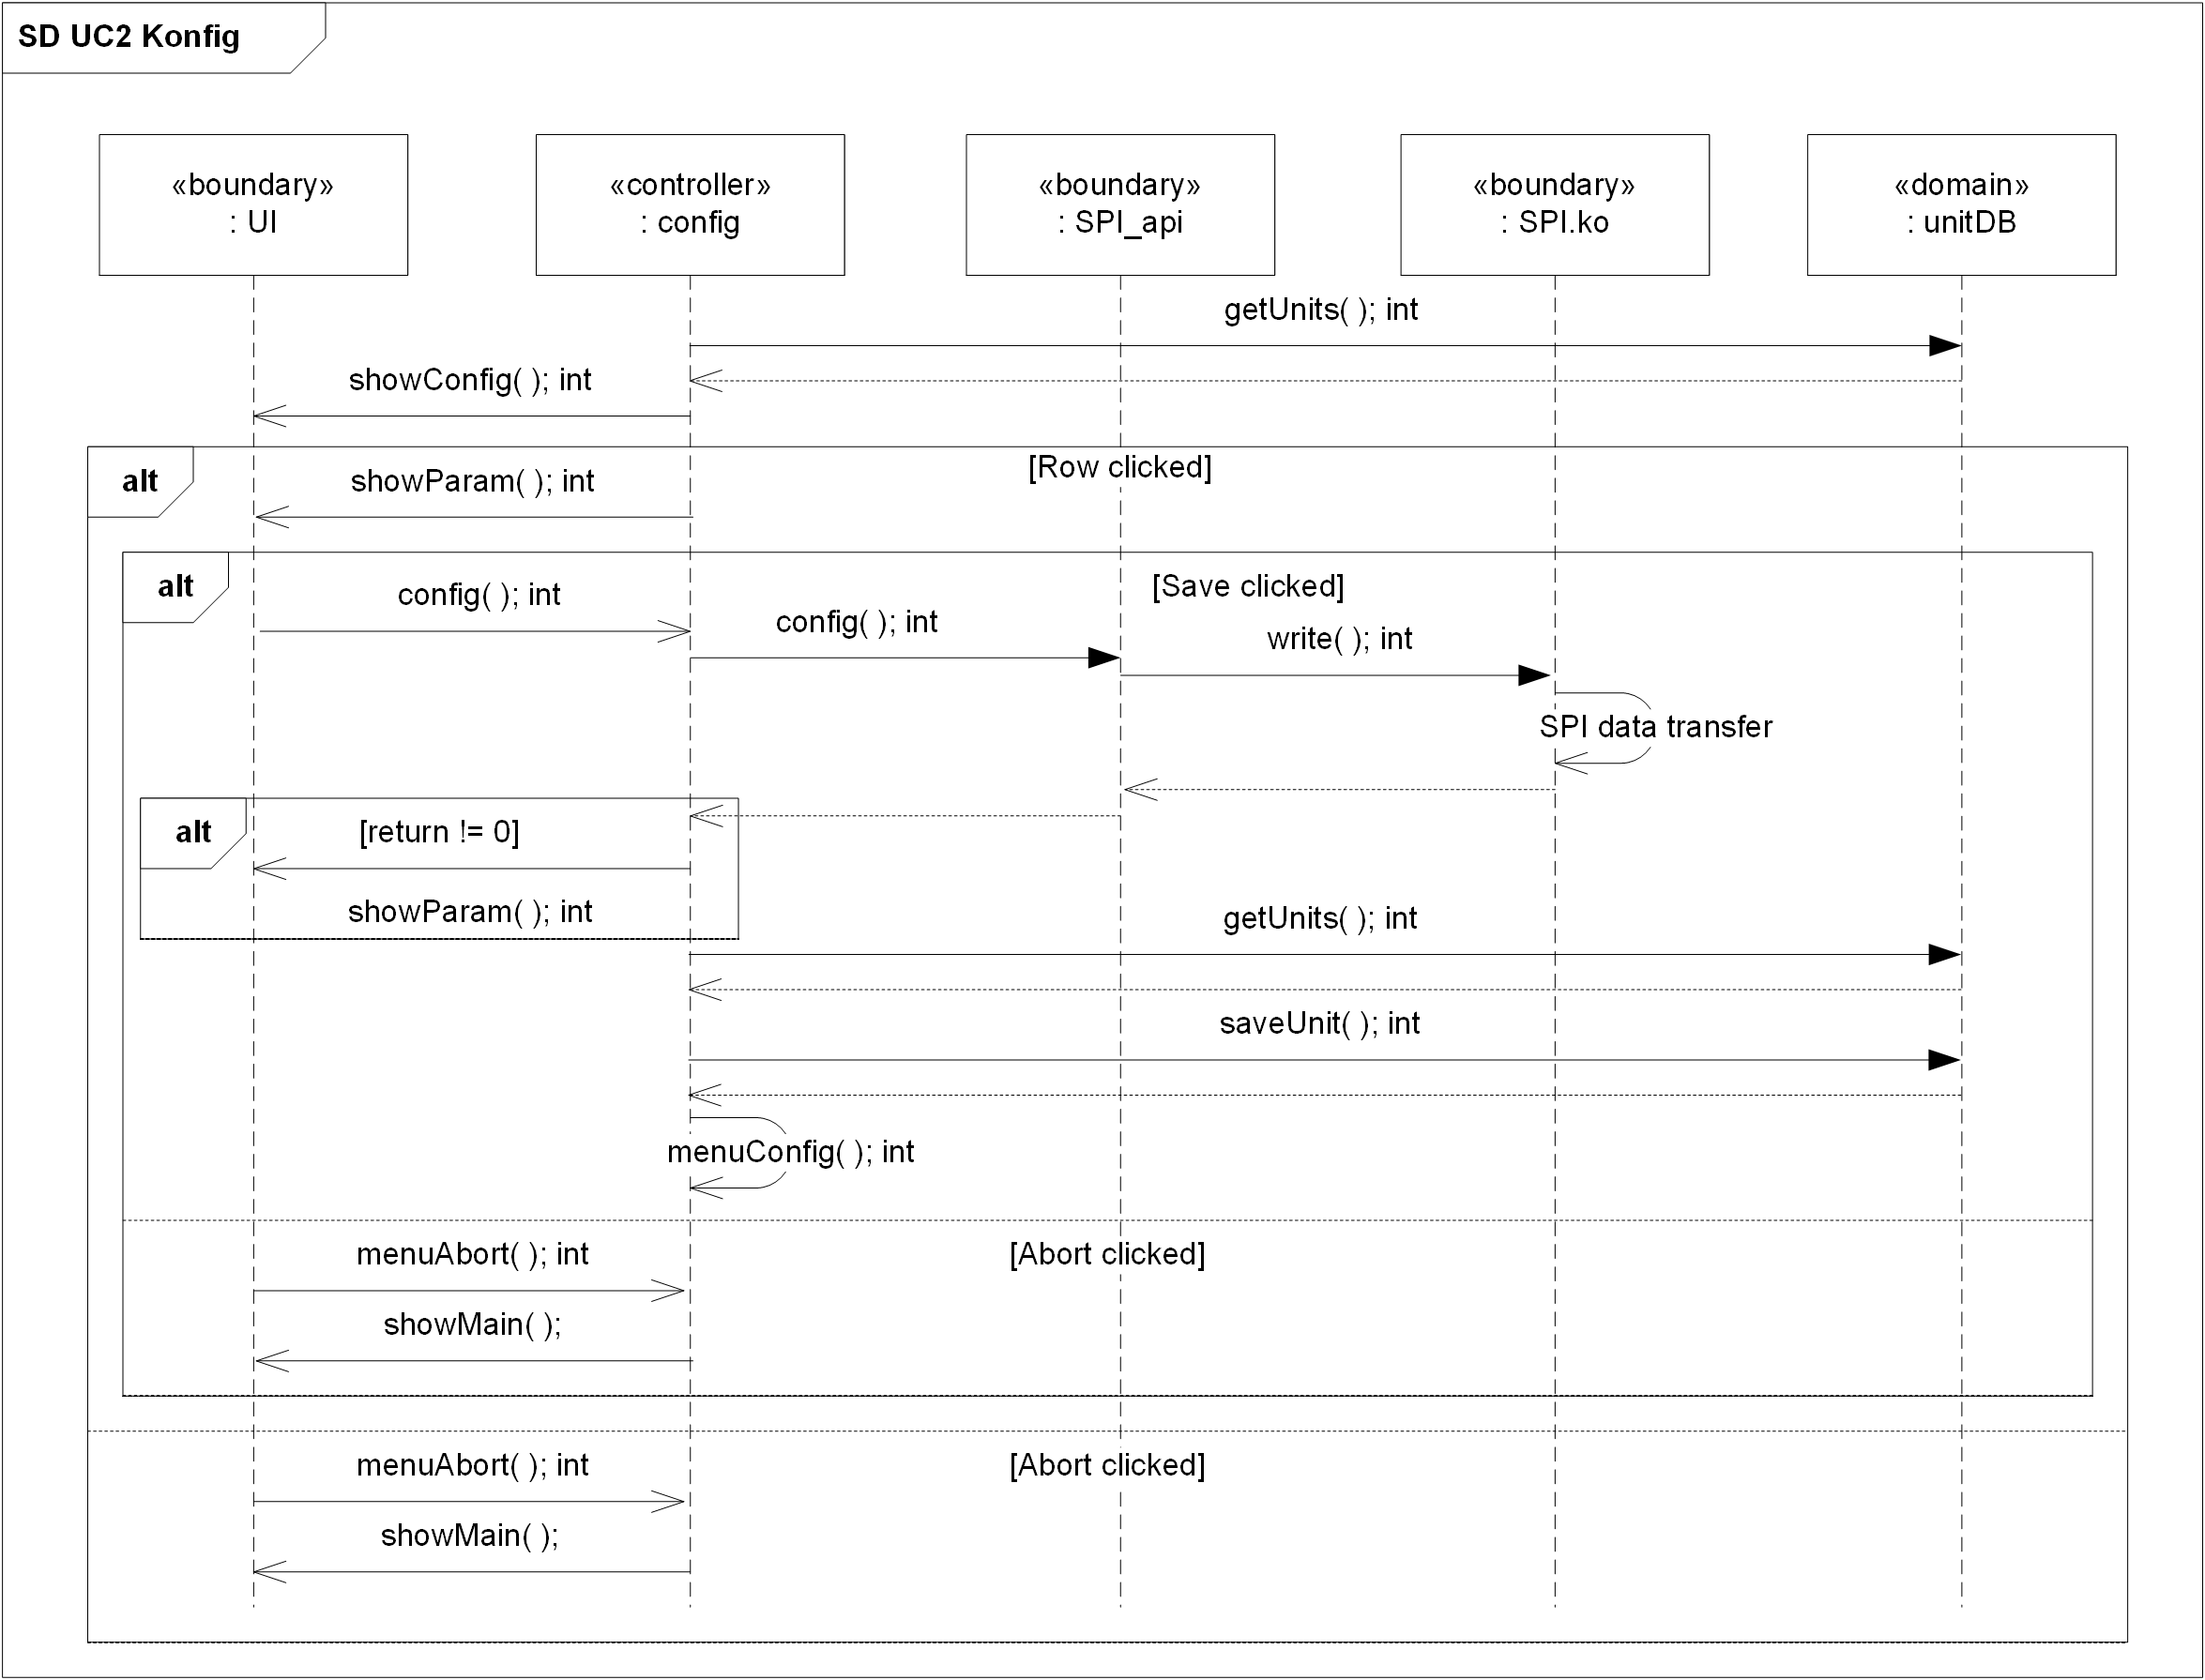 SD UC2 Konfig
«boundary»
: UI
«controller»
: config
«boundary»
: SPI_api
«boundary»
: SPI.ko
«domain»
: unitDB
getUnits( ); int
showConfig( ); int
alt
[Row clicked]
showParam( ); int
alt
[Save clicked]
config( ); int
config( ); int
write( ); int
SPI data transfer
alt
[return != 0]
showParam( ); int
getUnits( ); int
saveUnit( ); int
menuConfig( ); int
menuAbort( ); int
[Abort clicked]
showMain( );
menuAbort( ); int
[Abort clicked]
showMain( );